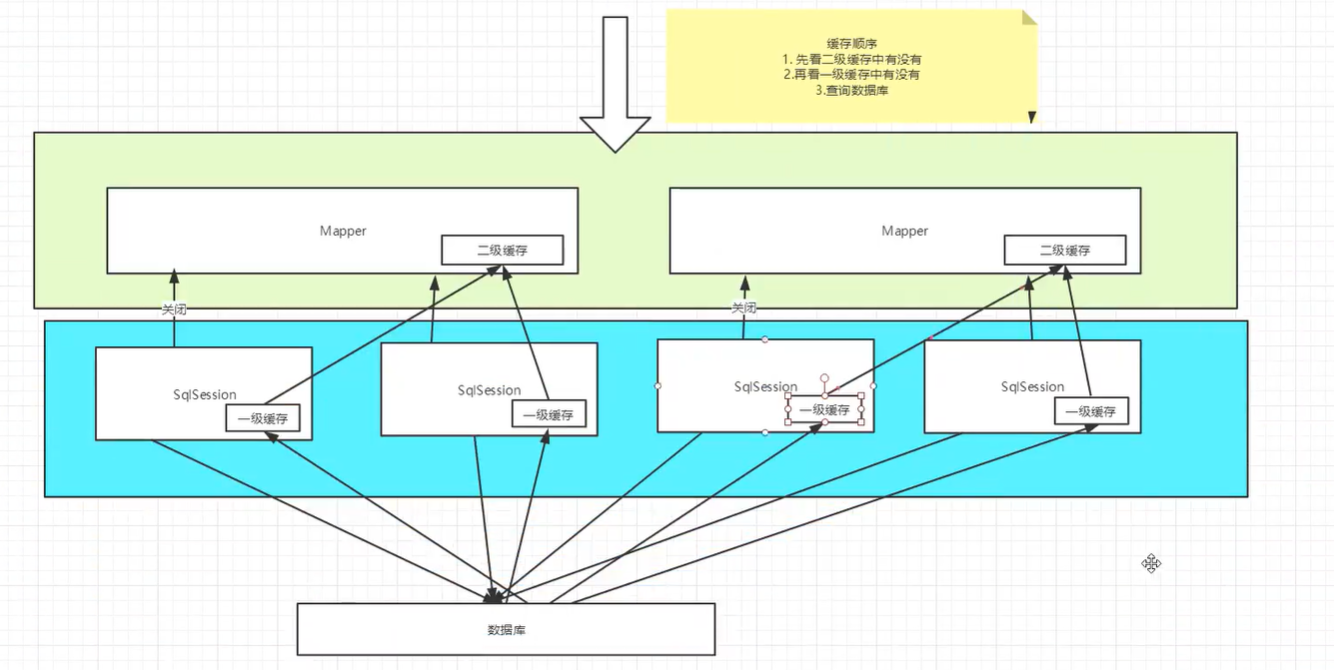 缓存顺序
1. 先看二级缓存中有没有
2.再看一级缓存中有没有
3.查询数据库
Mapper
二级缓存
Mapper
二级缓存
关闭
关闭
SqlSession
一级缓存
SqlSession
一级缓存
SqlSession
一级缓存
SqlSession
一级缓存
数据库